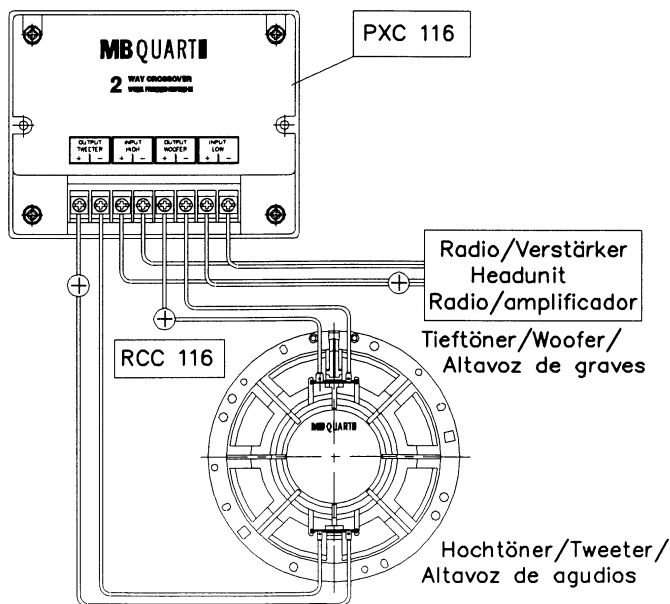 PXC 116
MB QUART
2 WAY CROSSOVER
OUTPUT TWEETER
+ -
INPUT HIGH
+ -
OUTPUT WOOFER
+ -
INPUT LOW
+ -
+
+
+
Radio/Verstärker
Headunit
Radio/amplificador
RCC 116
Tieftöner/Woofer/
Altavoz de graves
MB QUART
Hochtöner/Tweeter/
Altavoz de agudios